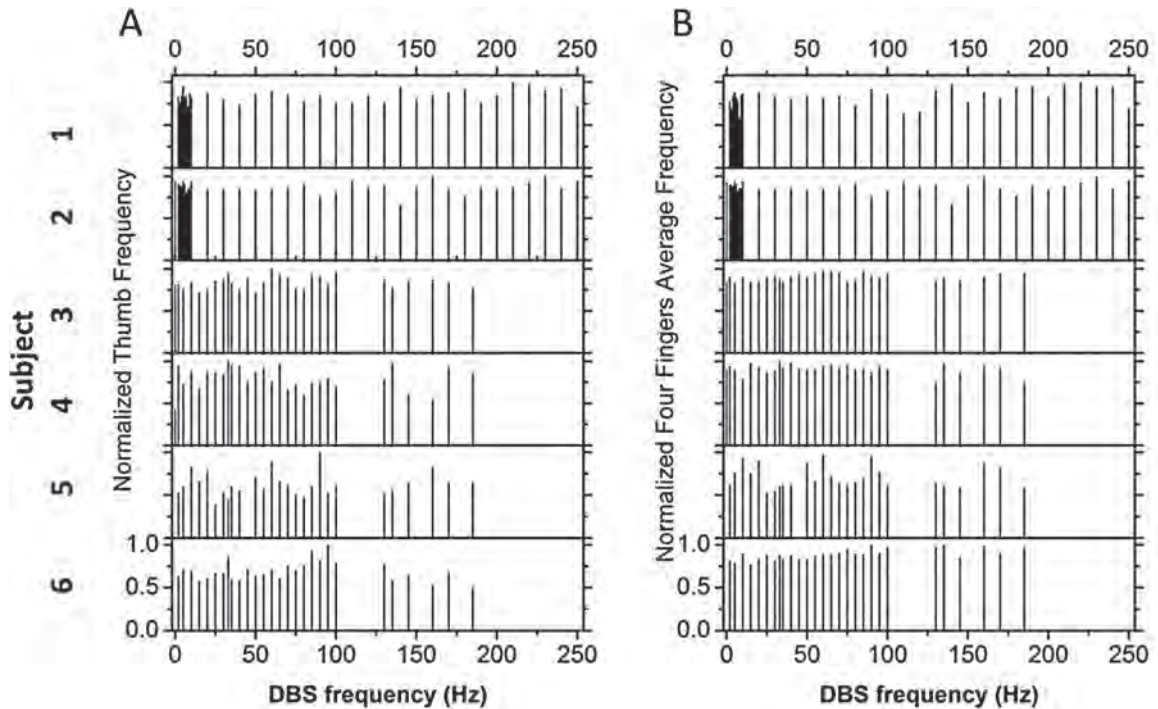 A
B
0 50 100 150 200 250
0 50 100 150 200 250
Subject
1
2
3
4
5
6
Normalized Thumb Frequency
Normalized Four Fingers Average Frequency
1.0
0.5
0.0
1.0
0.5
0.0
0 50 100 150 200 250
0 50 100 150 200 250
DBS frequency (Hz)
DBS frequency (Hz)